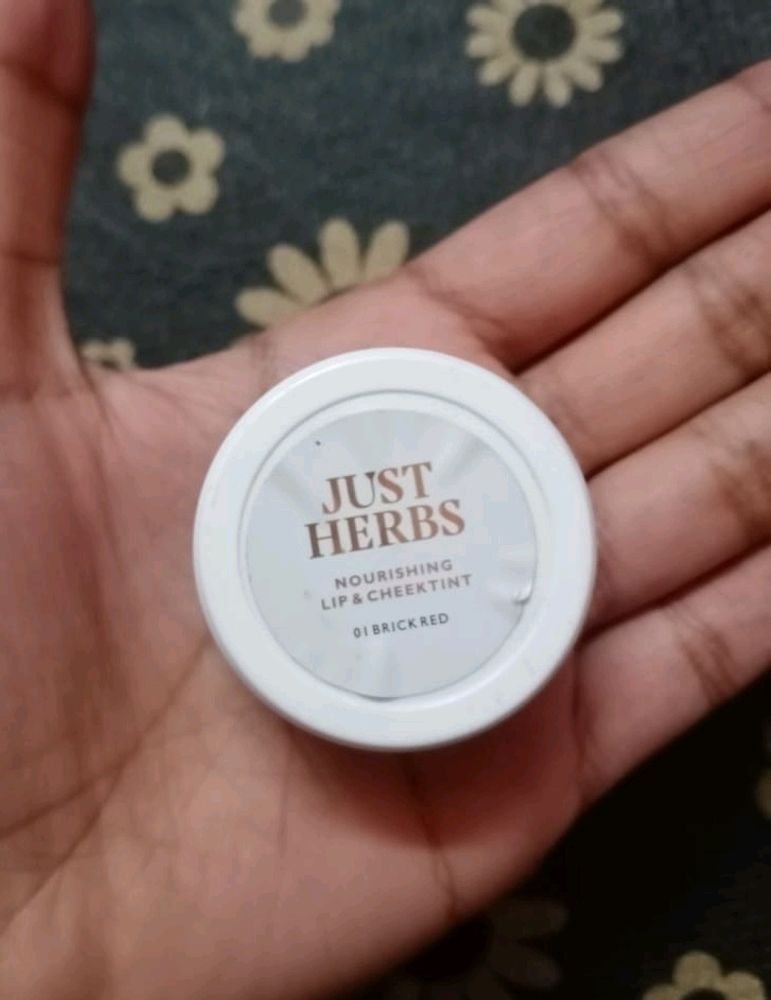 JUST
HERBS
NOURISHING
LIP & CHEEKTINT
01 BRICK RED